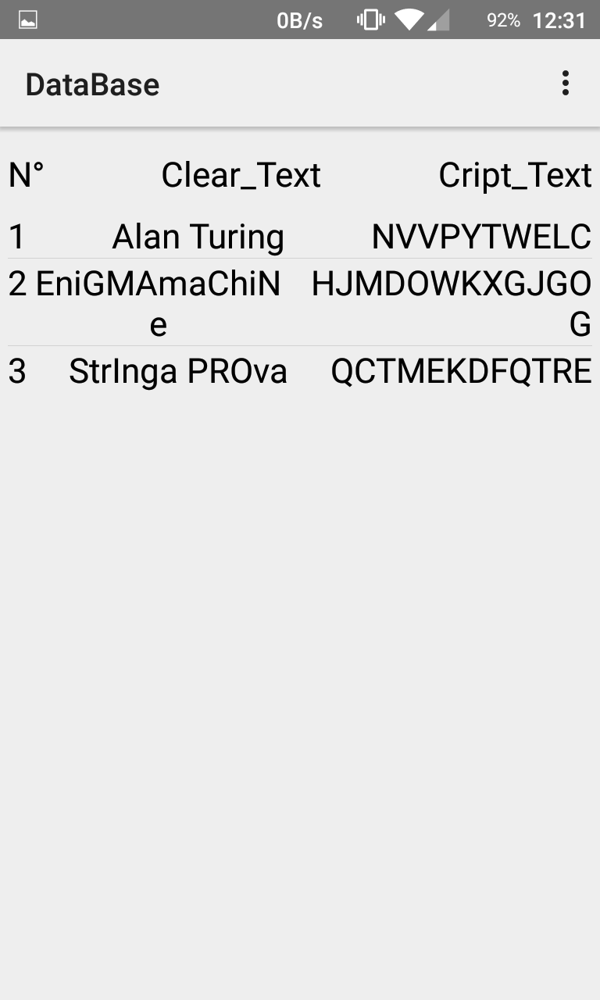 0B/s 92% 12:31
DataBase
N° Clear_Text Cript_Text
1 Alan Turing NVVPYTWELC
2 EniGMAmaChiN HJMDOWKXGJGO
e G
3 StrInga PROva QCTMEKDFQTRE